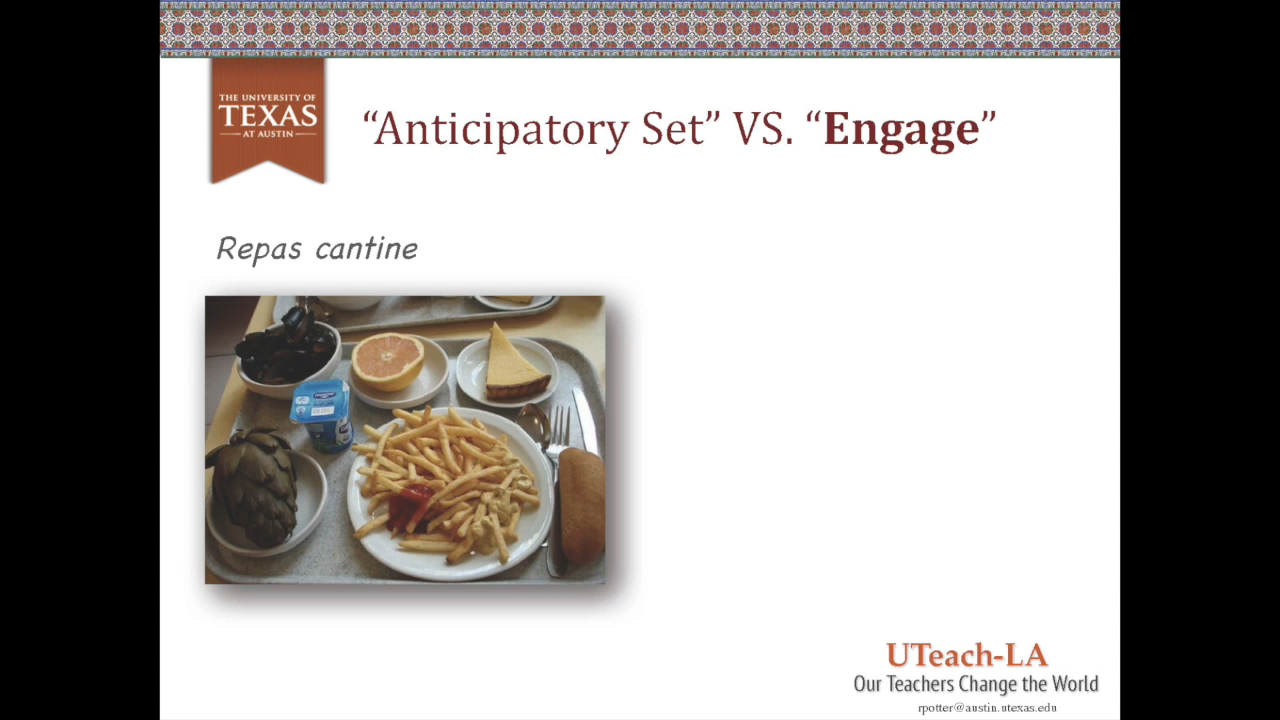 THE UNIVERSITY OF
TEXAS
AT AUSTIN
“Anticipatory Set” VS. “Engage”
Repas cantine
UTeach-LA
Our Teachers Change the World
rpotter@austin.utexas.edu